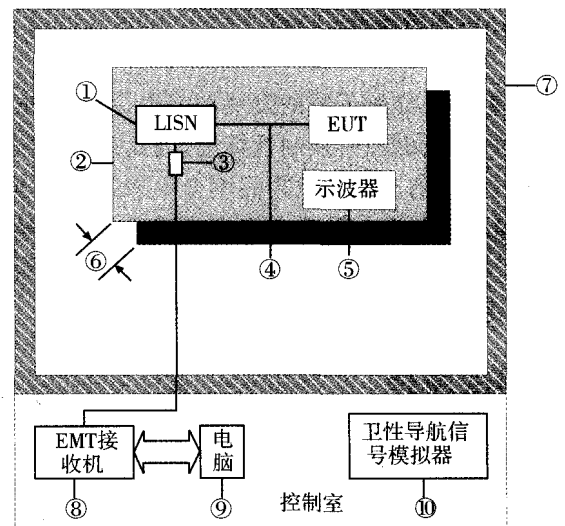 ⑦
①
LISN
EUT
②
③
示波器
⑥
④
⑤
EMT接
收机
电
脑
卫性导航信
号模拟器
⑧
⑨
控制室
⑩